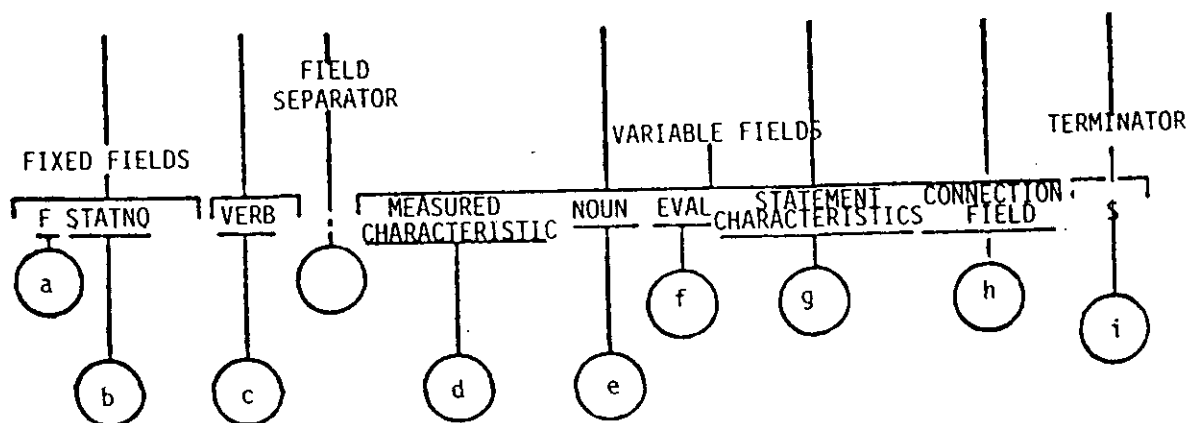 FIELD
SEPARATOR
VARIABLE FIELDS
TERMINATOR
FIXED FIELDS
F STATNO
VERB
MEASURED
CHARACTERISTIC
NOUN
EVAL
STATEMENT
CHARACTERISTICS
CONNECTION
FIELD
$
a
b
c
d
e
f
g
h
i